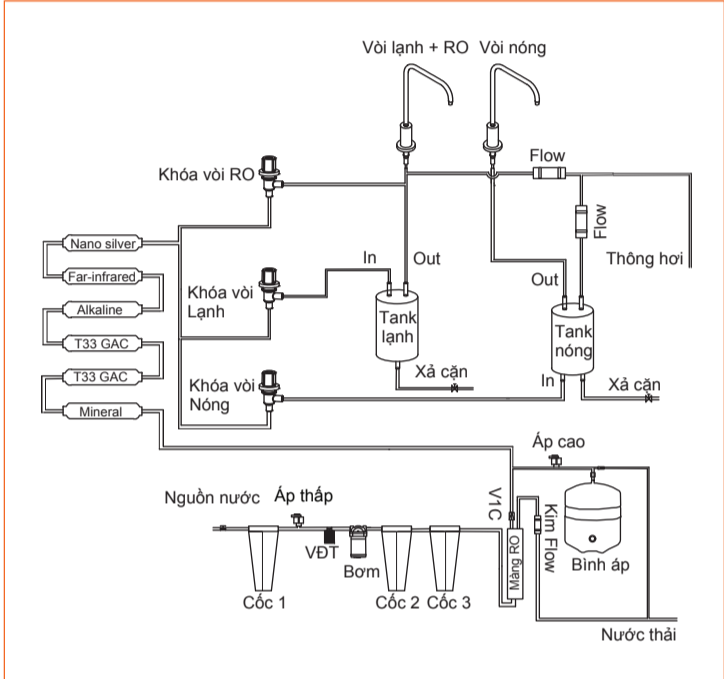 Vòi lạnh + RO Vòi nóng
Flow
Khóa vòi RO
Flow
Nano silver
Thông hơi
In Out
Far-infrared
Out
Khóa vòi
Lạnh
Alkaline
Tank
lạnh
Tank
nóng
T33 GAC
Xả cặn
T33 GAC
Khóa vòi
Nóng
In
Xả cặn
Mineral
Áp cao
Nguồn nước Áp thấp
V1C
Kim Flow
VĐT
Màng RO
Bơm
Bình áp
Cốc 1
Cốc 2
Cốc 3
Nước thải